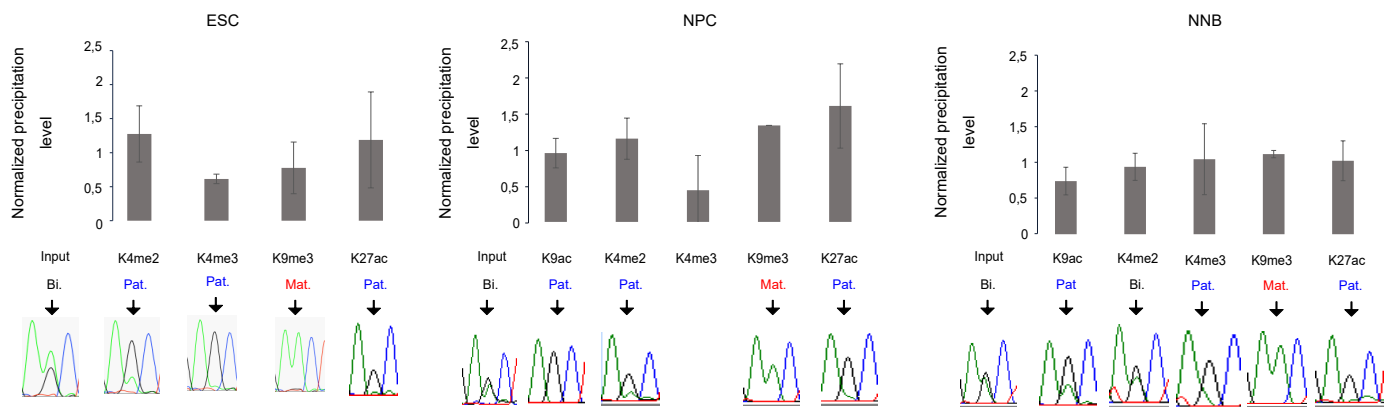 ESC
Normalized precipitation
level
2,5
2
1,5
1
0,5
0
Input K4me2 K4me3 K9me3 K27ac
Bi. Pat. Pat. Mat. Pat.
NPC
Normalized precipitation
level
2,5
2
1,5
1
0,5
0
Input K9ac K4me2 K4me3 K9me3 K27ac
Bi. Pat. Pat. Mat. Pat.
NNB
Normalized precipitation
level
2,5
2
1,5
1
0,5
0
Input K9ac K4me2 K4me3 K9me3 K27ac
Bi. Pat Bi. Pat. Mat. Pat.